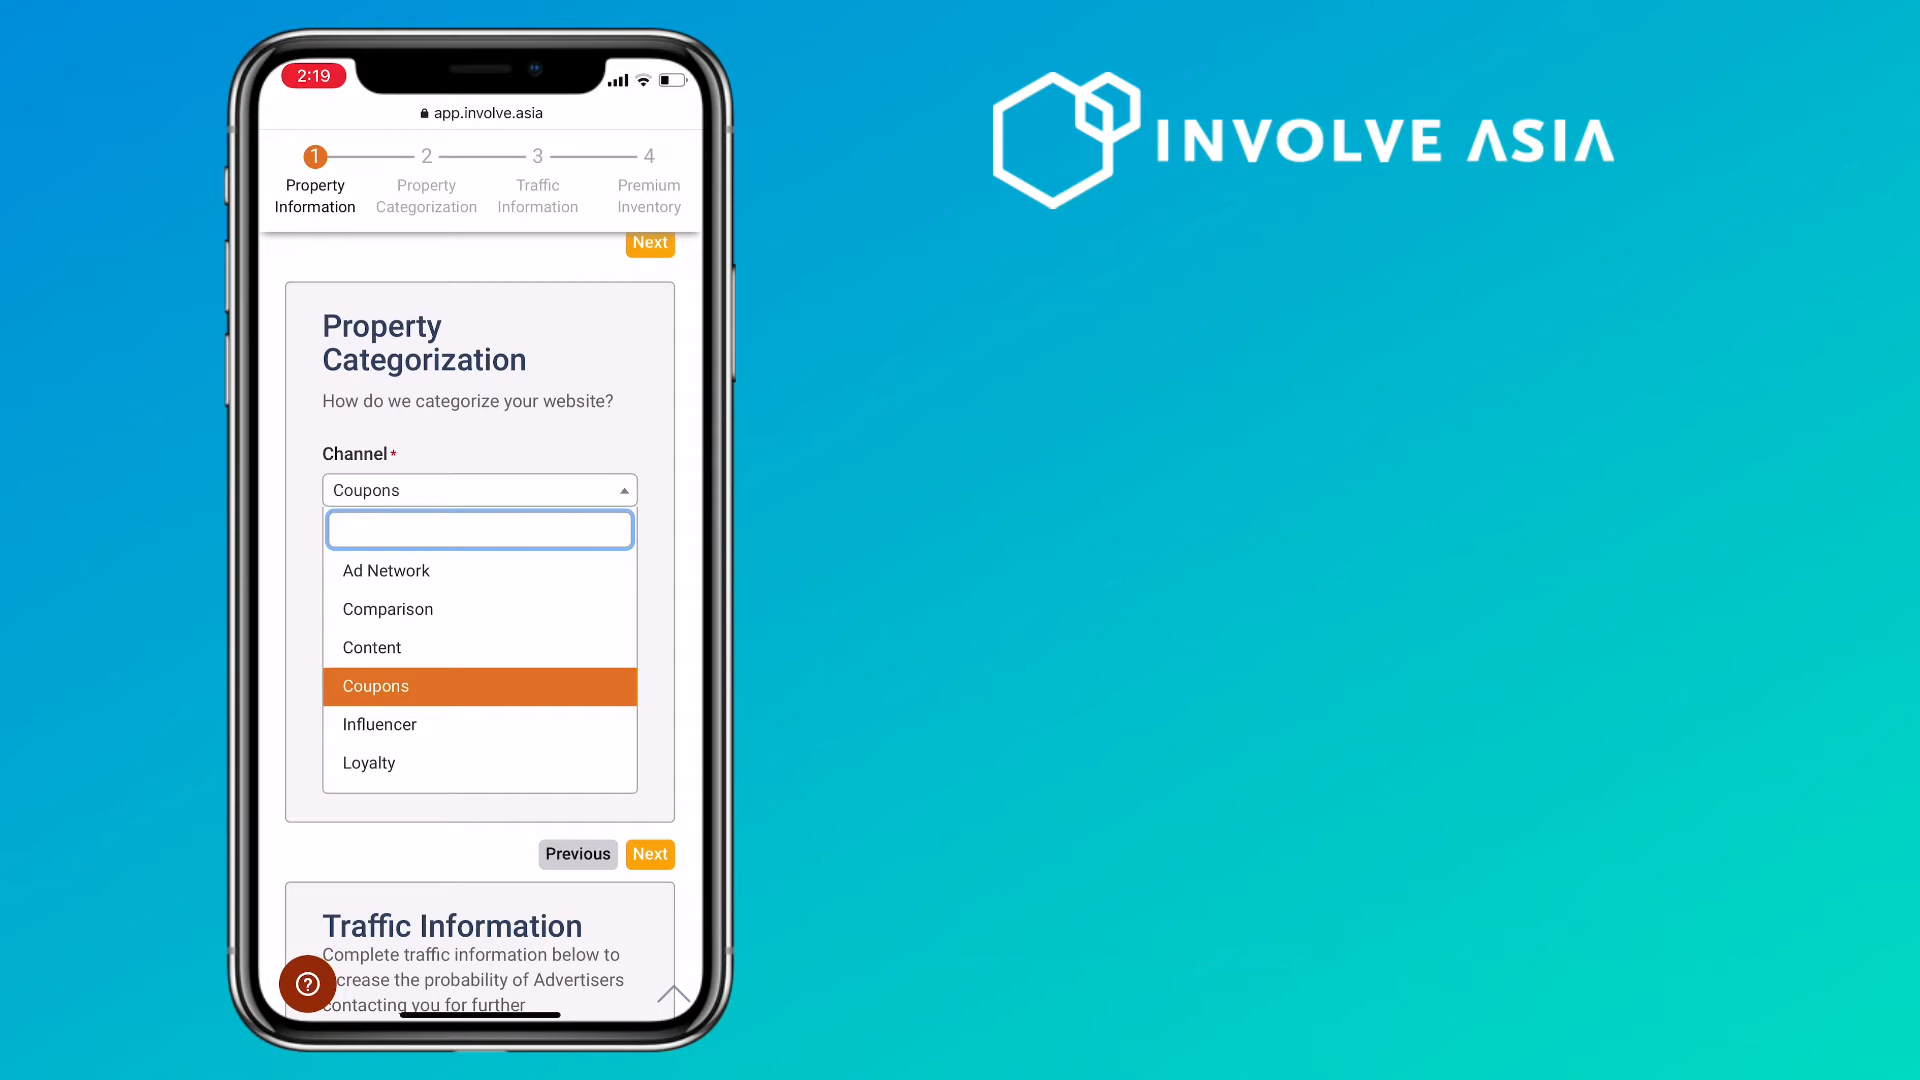 2:19
app.involve.asia
1 2 3 4
Property Information
Property Categorization
Traffic Information
Premium Inventory
Next
Property
Categorization
How do we categorize your website?
Channel*
Coupons
Ad Network
Comparison
Content
Coupons
Influencer
Loyalty
Previous Next
Traffic Information
Complete traffic information below to
crease the probability of Advertisers
contacting you for further
?
INVOLVE ASIA